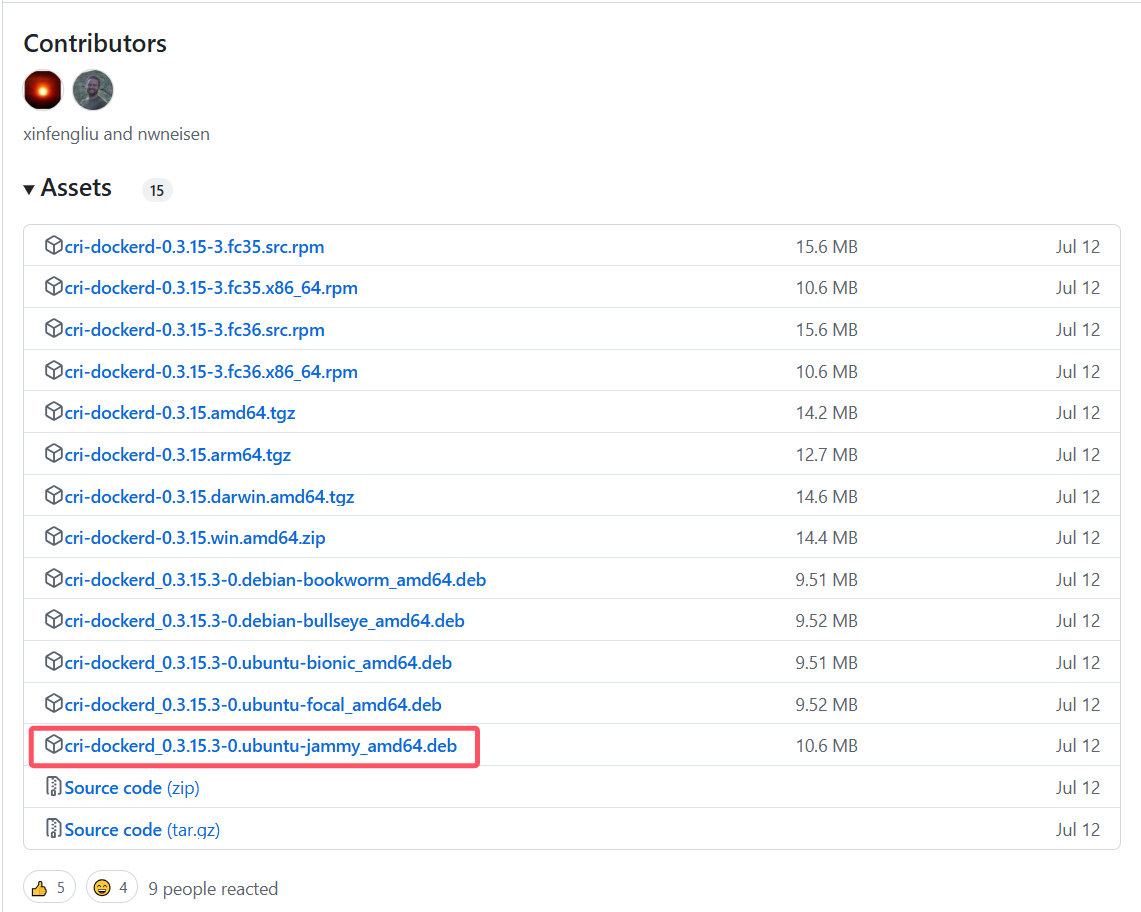 Contributors
xinfengliu and nwneisen
Assets 15
cri-dockerd-0.3.15-3.fc35.src.rpm 15.6 MB Jul 12
cri-dockerd-0.3.15-3.fc35.x86_64.rpm 10.6 MB Jul 12
cri-dockerd-0.3.15-3.fc36.src.rpm 15.6 MB Jul 12
cri-dockerd-0.3.15-3.fc36.x86_64.rpm 10.6 MB Jul 12
cri-dockerd-0.3.15.amd64.tgz 14.2 MB Jul 12
cri-dockerd-0.3.15.arm64.tgz 12.7 MB Jul 12
cri-dockerd-0.3.15.darwin.amd64.tgz 14.6 MB Jul 12
cri-dockerd-0.3.15.win.amd64.zip 14.4 MB Jul 12
cri-dockerd_0.3.15.3-0.debian-bookworm_amd64.deb 9.51 MB Jul 12
cri-dockerd_0.3.15.3-0.debian-bullseye_amd64.deb 9.52 MB Jul 12
cri-dockerd_0.3.15.3-0.ubuntu-bionic_amd64.deb 9.51 MB Jul 12
cri-dockerd_0.3.15.3-0.ubuntu-focal_amd64.deb 9.52 MB Jul 12
cri-dockerd_0.3.15.3-0.ubuntu-jammy_amd64.deb 10.6 MB Jul 12
Source code (zip) Jul 12
Source code (tar.gz) Jul 12
5 4 9 people reacted